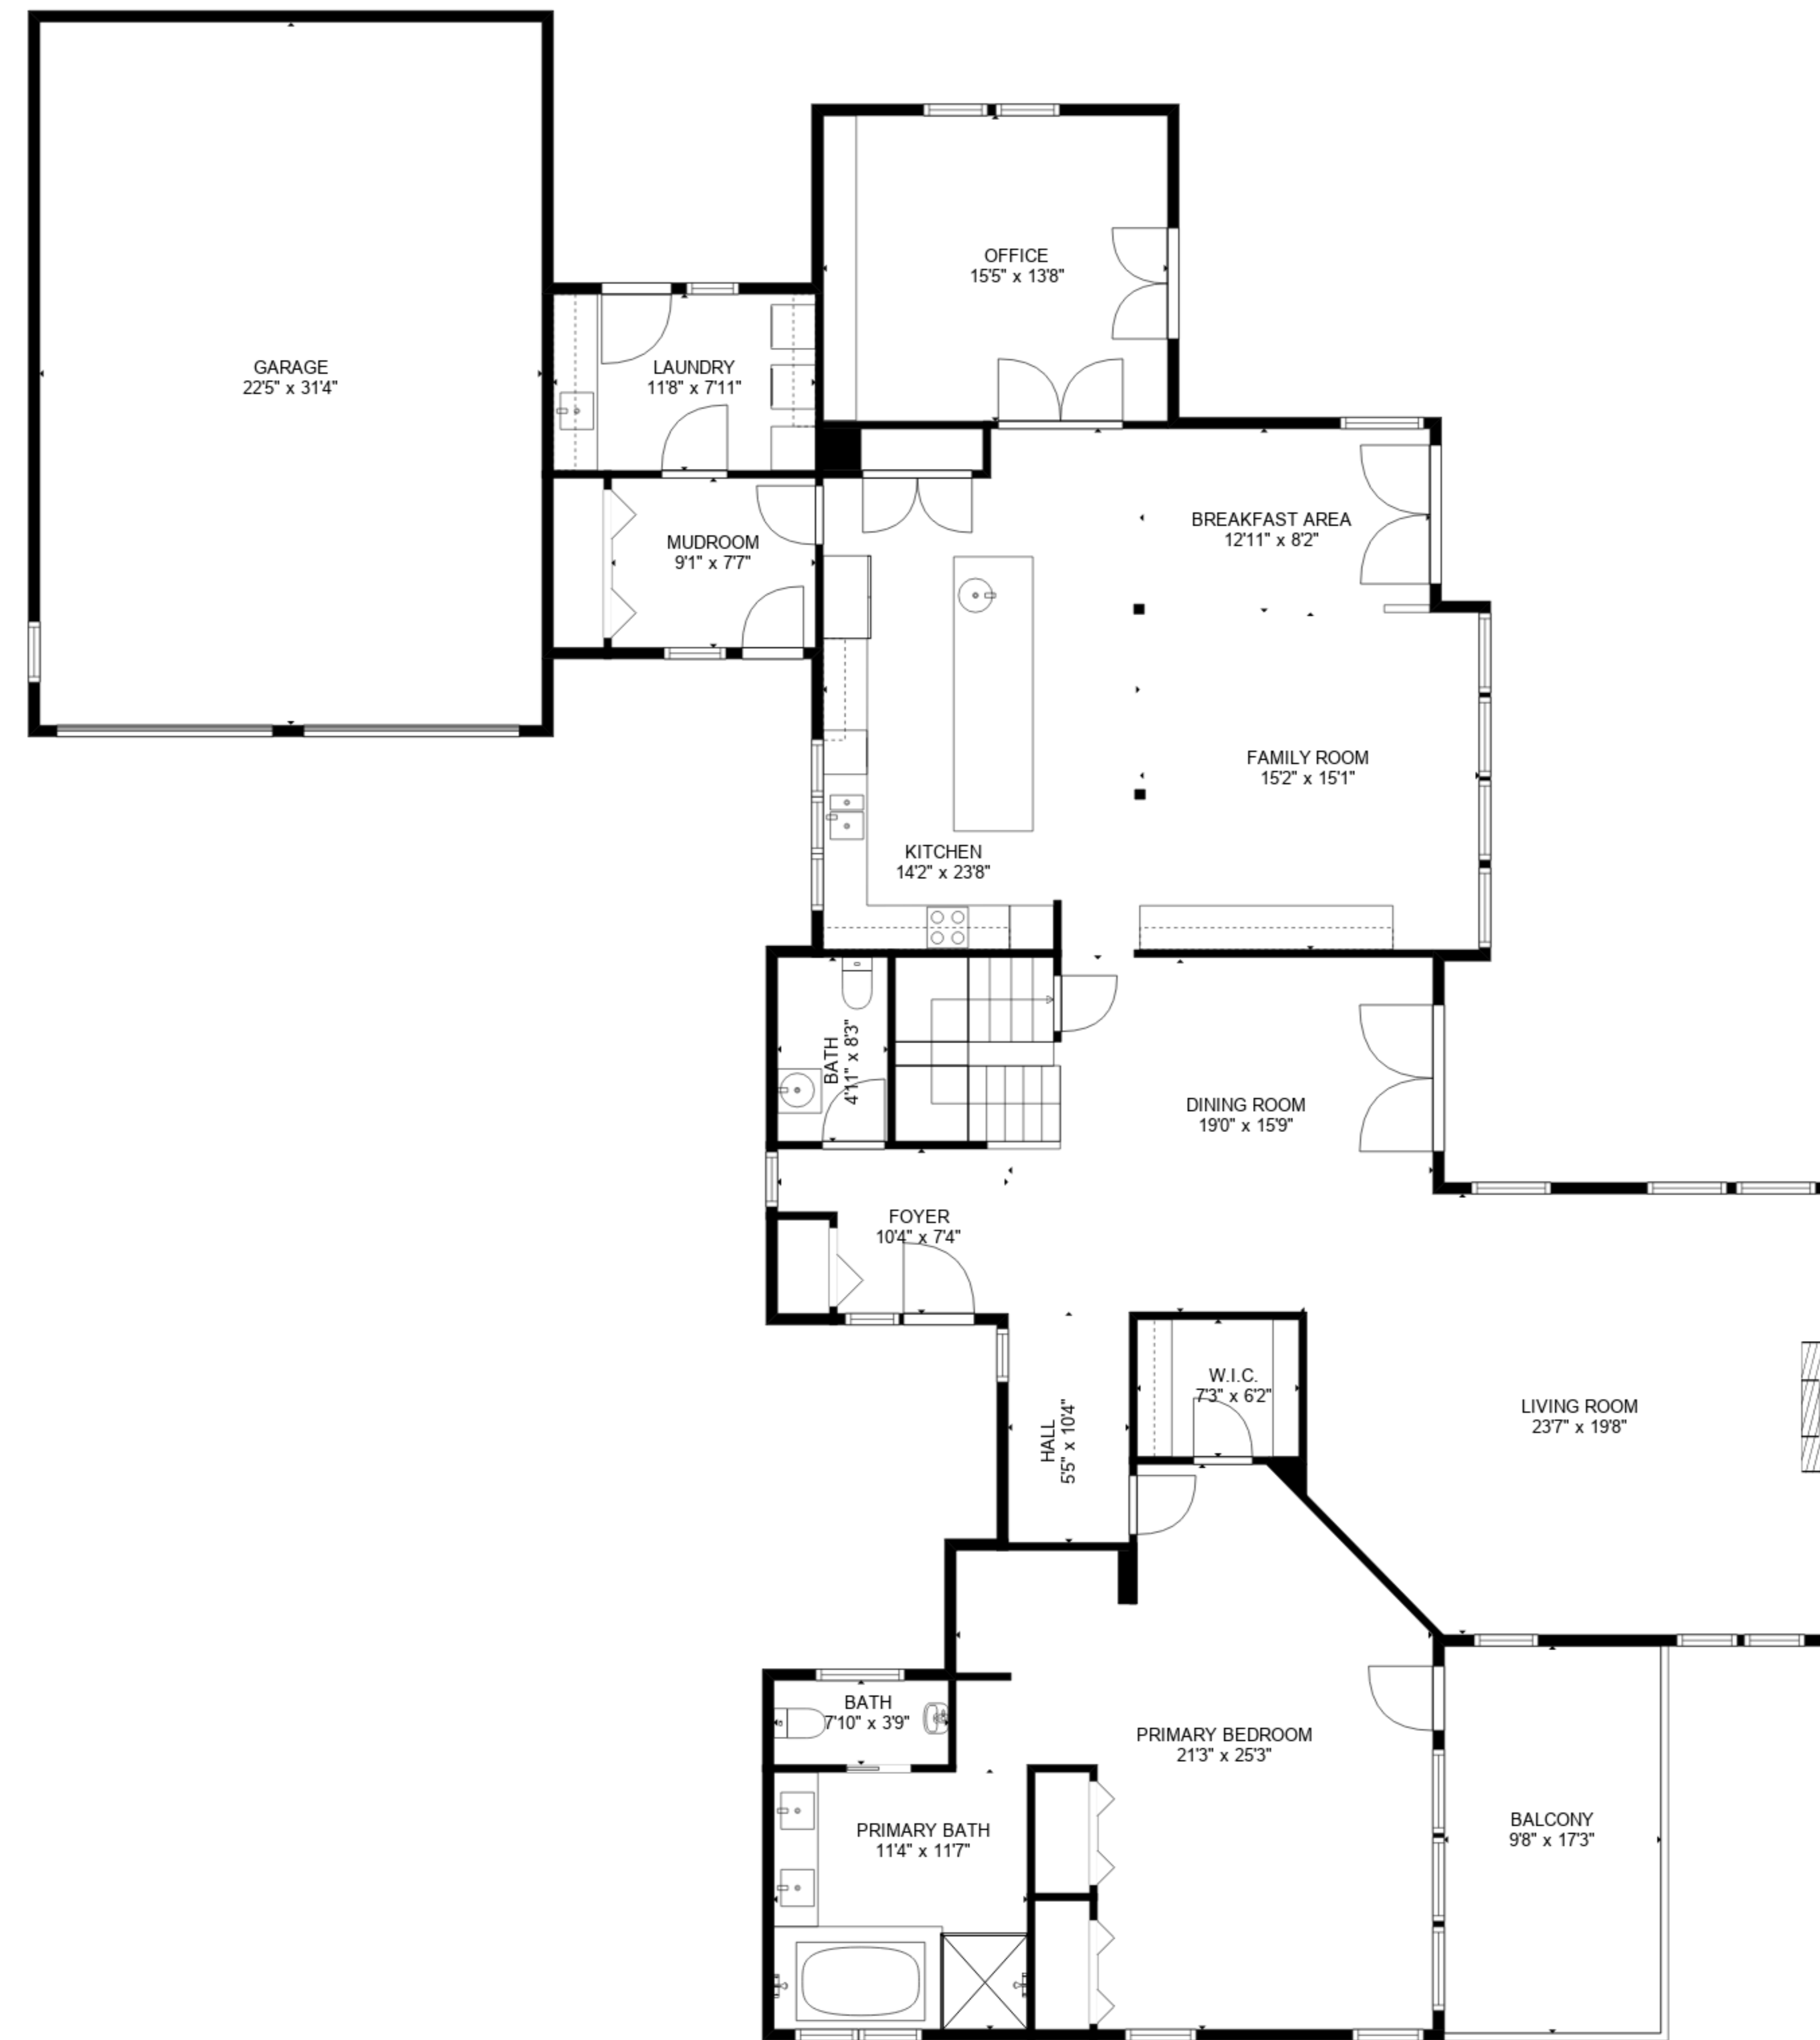 OFFICE
15'5" x 13'8"
GARAGE
22'5" x 31'4"
LAUNDRY
11'8" x 7'11"
BREAKFAST AREA
12'11" x 8'2"
MUDROOM
9'1" x 7'7"
FAMILY ROOM
15'2" x 15'1"
KITCHEN
14'2" x 23'8"
BATH
4'11" x 8'3"
DINING ROOM
19'0" x 15'9"
FOYER
10'4" x 7'4"
W.I.C.
7'3" x 6'2"
HALL
5'5" x 10'4"
LIVING ROOM
23'7" x 19'8"
BATH
7'10" x 3'9"
PRIMARY BEDROOM
21'3" x 25'3"
PRIMARY BATH
11'4" x 11'7"
BALCONY
9'8" x 17'3"